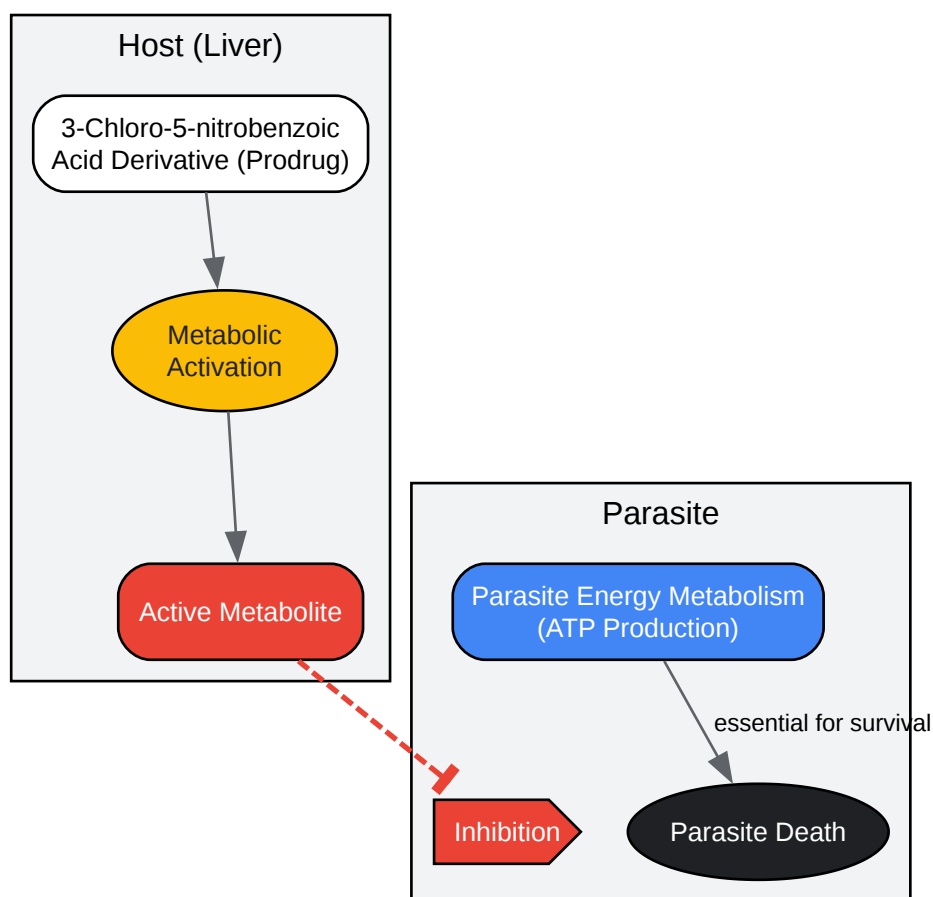 Host (Liver)
3-Chloro-5-nitrobenzoic
Acid Derivative (Prodrug)
Metabolic
Activation
Active Metabolite
Parasite
Parasite Energy Metabolism
(ATP Production)
essential for survival
Inhibition
Parasite Death